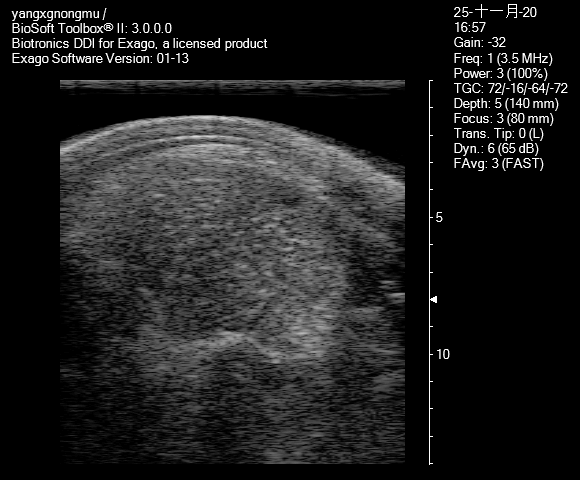 yangxgnongmu /
BioSoft Toolbox® II: 3.0.0.0
Biotronics DDI for Exago, a licensed product
Exago Software Version: 01-13
25-十一月-20
16:57
Gain: -32
Freq: 1 (3.5 MHz)
Power: 3 (100%)
TGC: 72/-16/-64/-72
Depth: 5 (140 mm)
Focus: 3 (80 mm)
Trans. Tip: 0 (L)
Dyn.: 6 (65 dB)
FAvg: 3 (FAST)
5
10